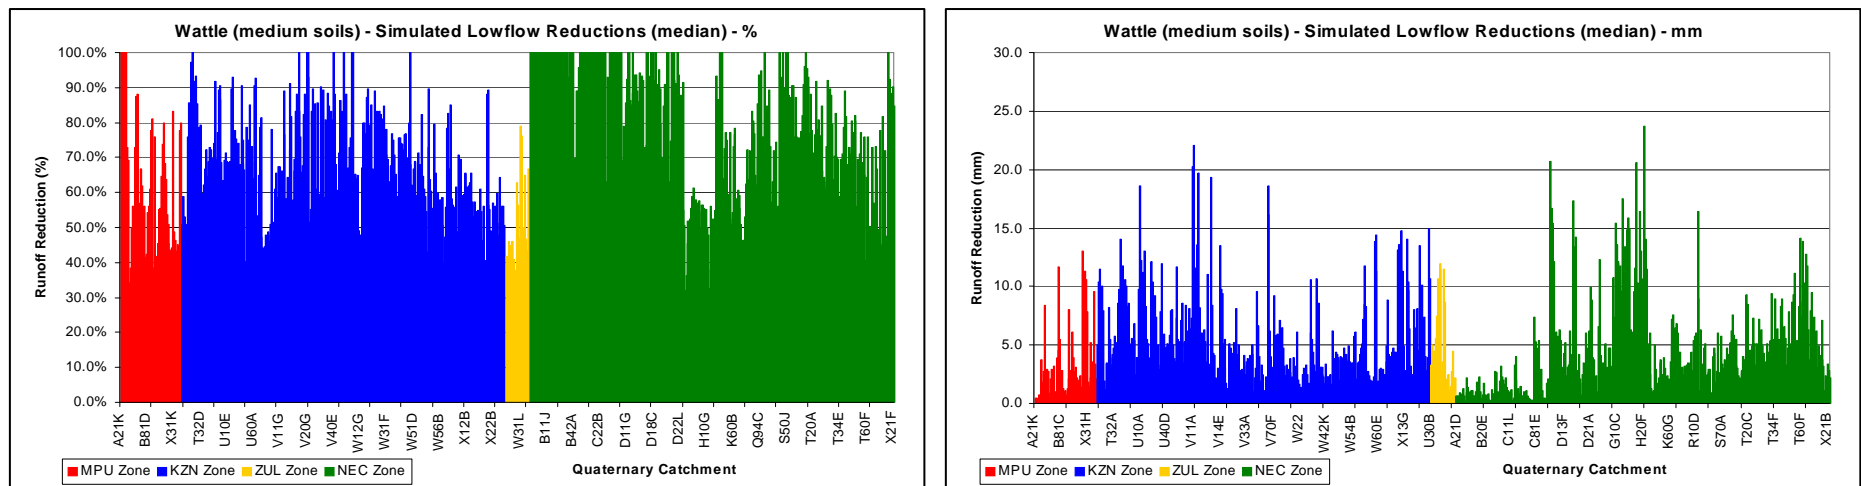 Wattle (medium soils) - Simulated Lowflow Reductions (median) - %
Runoff Reduction (%)
100.0%
90.0%
80.0%
70.0%
60.0%
50.0%
40.0%
30.0%
20.0%
10.0%
0.0%
A21K
B81D
X31K
T32D
U10E
U60A
V11G
V20G
V40E
W12G
W31F
W51D
W56B
X12B
X22B
W31L
B11J
B42A
C22B
D11G
D18C
D22L
H10G
K60B
Q94C
S50J
T20A
T34E
T60F
X21F
MPU Zone KZN Zone ZUL Zone NEC Zone
Quaternary Catchment
Wattle (medium soils) - Simulated Lowflow Reductions (median) - mm
Runoff Reduction (mm)
30.0
25.0
20.0
15.0
10.0
5.0
0.0
A21K
B81C
X31H
T32A
U10A
U40D
V11A
V14E
V33A
V70F
W22
W42K
W54B
W60E
X13G
U30B
A21D
B20E
C11L
C81E
D13F
D21A
G10C
H20F
K60G
R10D
S70A
T20C
T34F
T60F
X21B
MPU Zone KZN Zone ZUL Zone NEC Zone
Quaternary Catchment